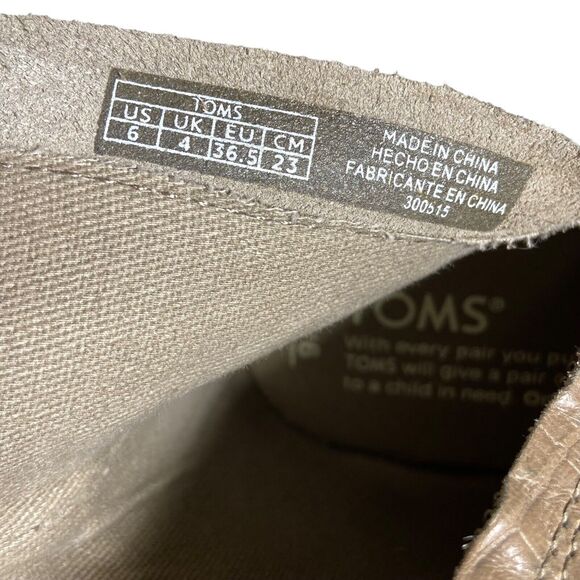 TOMS
US UK EU CM
6 4 36.5 23
MADE IN CHINA
HECHO EN CHINA
FABRICANTE EN CHINA
300515
TOMS®
With every pair you
TOMS will give a pair
to a child in need.